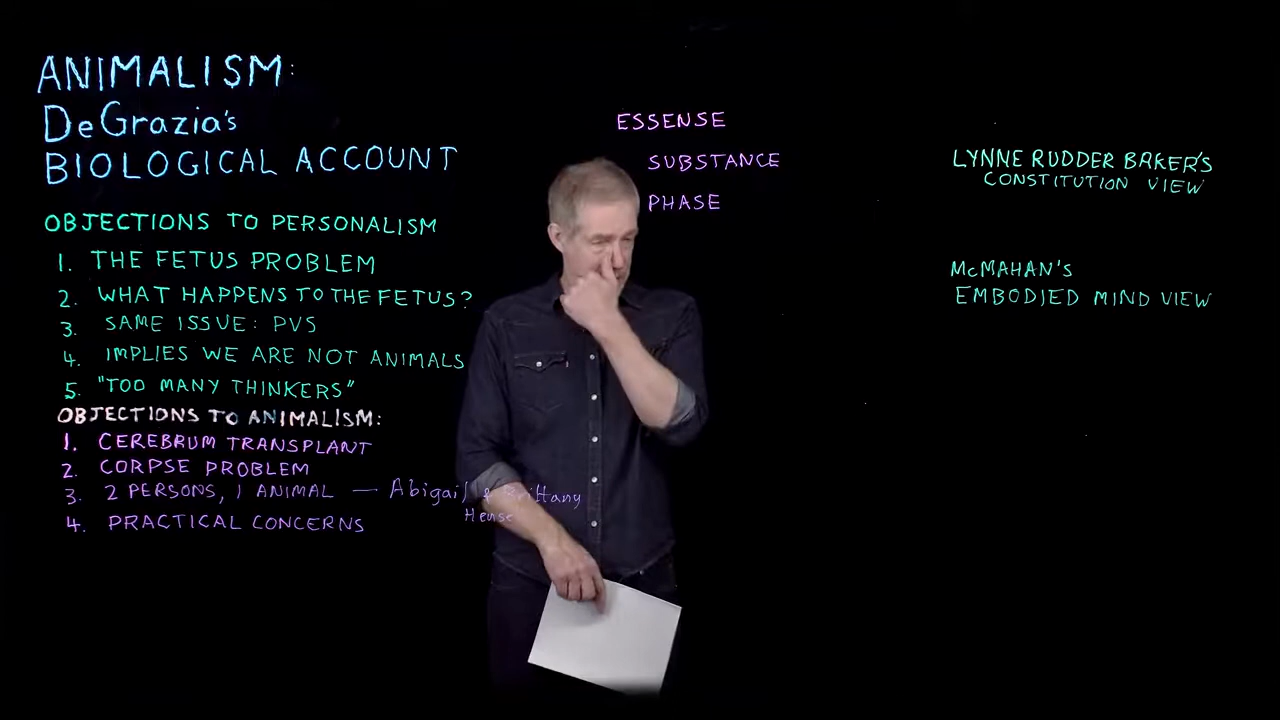 ANIMALISM:
DeGrazia's
BIOLOGICAL ACCOUNT
OBJECTIONS TO PERSONALISM
1. THE FETUS PROBLEM
2. WHAT HAPPENS TO THE FETUS?
3. SAME ISSUE: PVS
4. IMPLIES WE ARE NOT ANIMALS
5. "TOO MANY THINKERS"
OBJECTIONS TO ANIMALISM:
1. CEREBRUM TRANSPLANT
2. CORPSE PROBLEM
3. 2 PERSONS, 1 ANIMAL — Abigail & Brittany
Hense
4. PRACTICAL CONCERNS
ESSENSE
SUBSTANCE
PHASE
LYNNE RUDDER BAKER'S
CONSTITUTION VIEW
McMAHAN'S
EMBODIED MIND VIEW